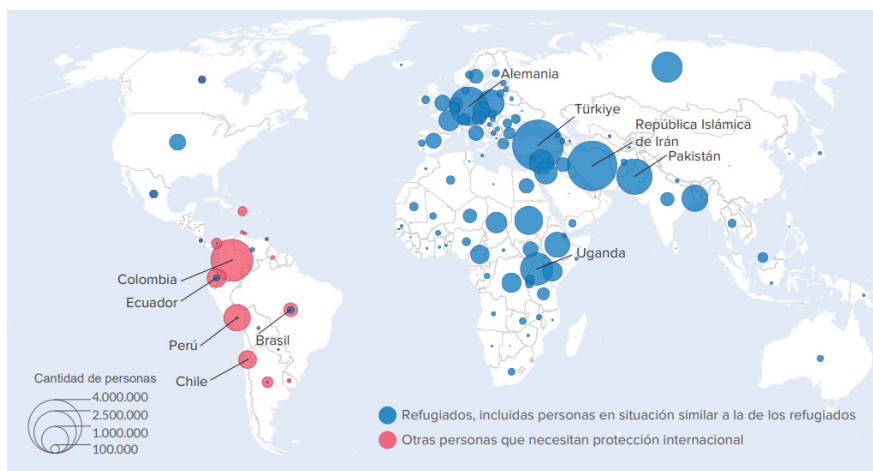 Alemania
Türkiye
República Islámica
de Irán
Pakistán
Uganda
Colombia
Ecuador
Perú
Brasil
Chile
Cantidad de personas
4.000.000
2.500.000
1.000.000
100.000
Refugiados, incluidas personas en situación similar a la de los refugiados
Otras personas que necesitan protección internacional